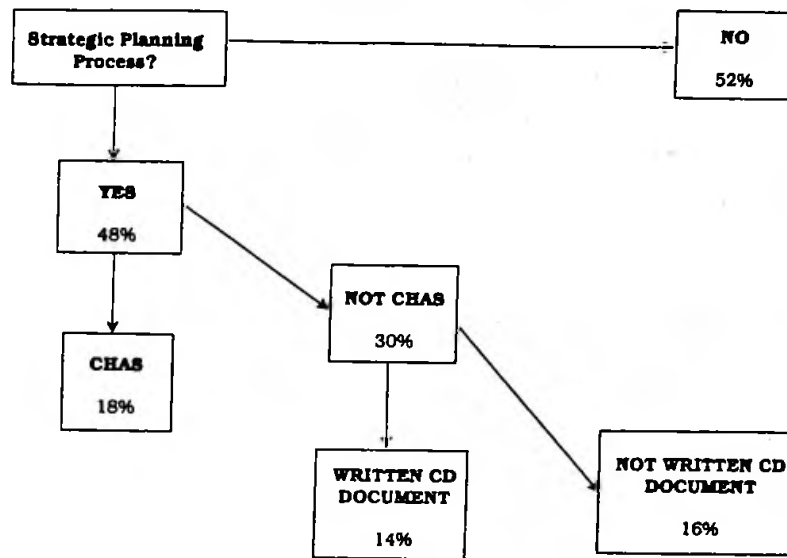 Strategic Planning
Process?
NO
52%
YES
48%
NOT CHAS
30%
CHAS
18%
WRITTEN CD
DOCUMENT
14%
NOT WRITTEN CD
DOCUMENT
16%